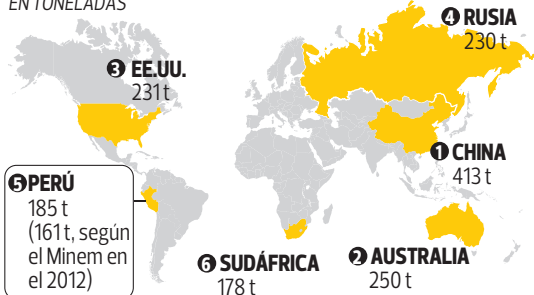 EN TONELADAS
❹ RUSIA
230 t
❸ EE.UU.
231 t
❶ CHINA
413 t
❺ PERÚ
185 t
(161 t, según
el Minem en
el 2012)
❻ SUDÁFRICA
178 t
❷ AUSTRALIA
250 t